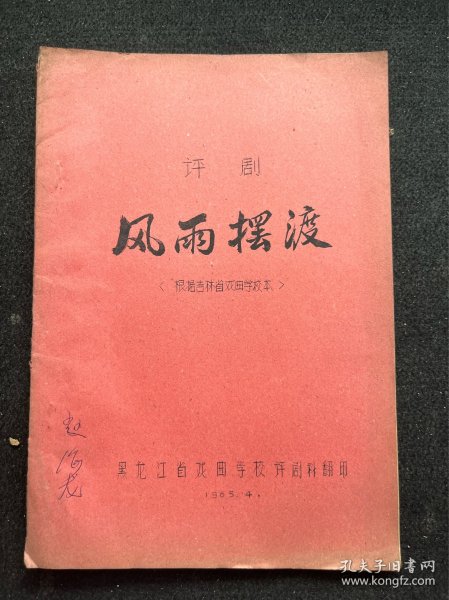 评剧
风雨摆渡
<根据吉林省戏曲学校本>
黑龙江省戏曲学校评剧科翻印
1965.4.
孔夫子旧书网
www.kongfz.com